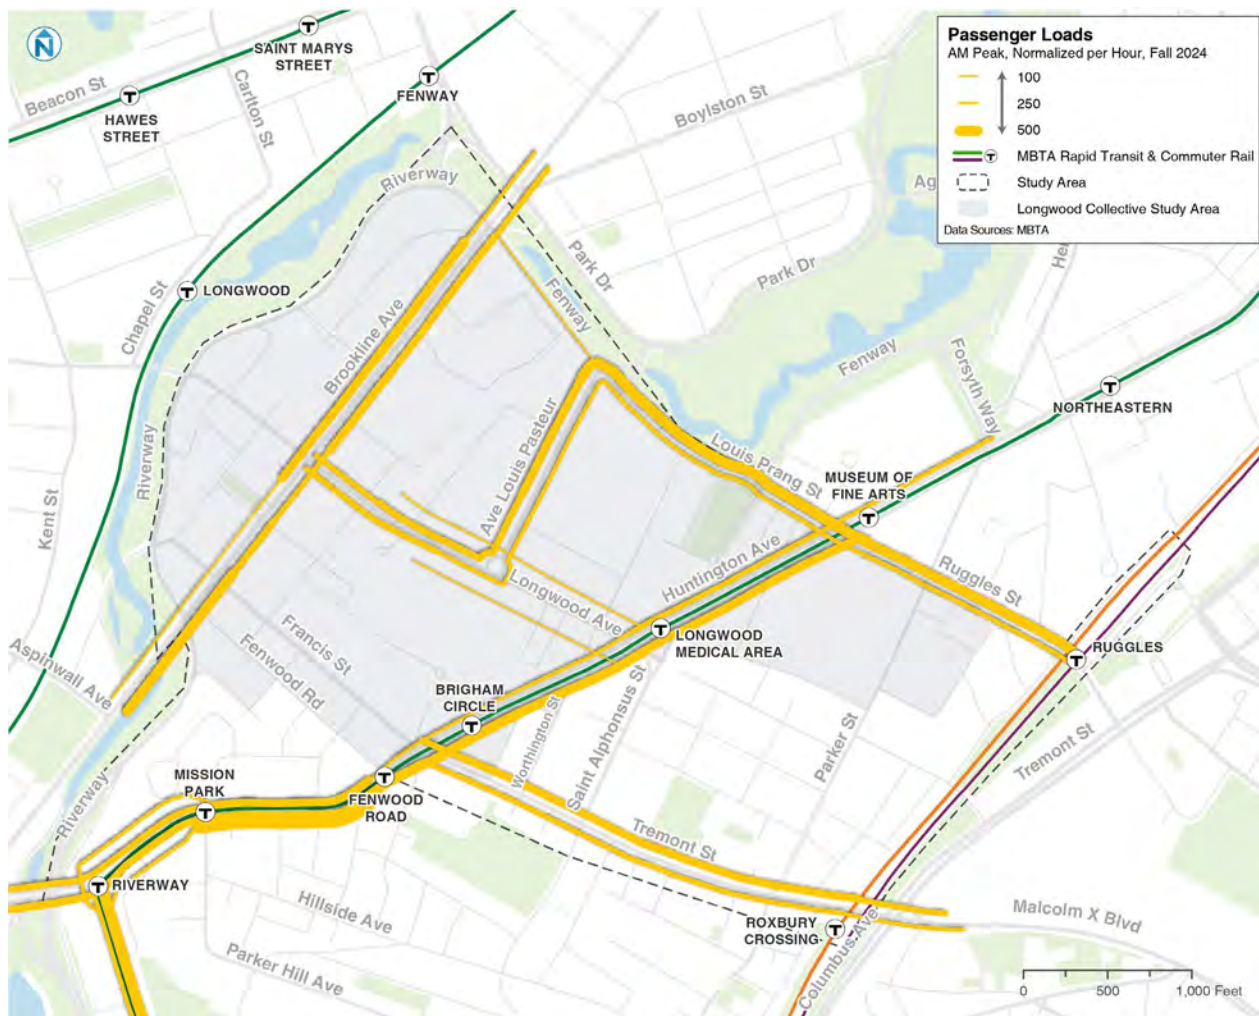 Passenger Loads
AM Peak, Normalized per Hour, Fall 2024
100
250
500
MBTA Rapid Transit & Commuter Rail
Study Area
Longwood Collective Study Area
Data Sources: MBTA
N
SAINT MARYS
STREET
Beacon St
HAWES
STREET
Carlton St
FENWAY
Boylston St
Riverway
Park Dr
Fenway
Park Dr
Ag
He
Chapel St
LONGWOOD
Brookline Ave
Fenway
Forsyth Way
NORTHEASTERN
Riverway
Kent St
Ave Louis Pasteur
Louis Prang St
MUSEUM OF
FINE ARTS
Huntington Ave
Ruggles St
Longwood Ave
LONGWOOD
MEDICAL AREA
RUGGLES
Aspinwall Ave
Francis St
Fenwood Rd
BRIGHAM
CIRCLE
Worthington St
Saint Alphonsus St
Parker St
Tremont St
MISSION
PARK
FENWOOD
ROAD
Riverway
Tremont St
RIVERWAY
Hillside Ave
Parker Hill Ave
ROXBURY
CROSSING
Columbus Ave
Malcolm X Blvd
0 500 1,000 Feet